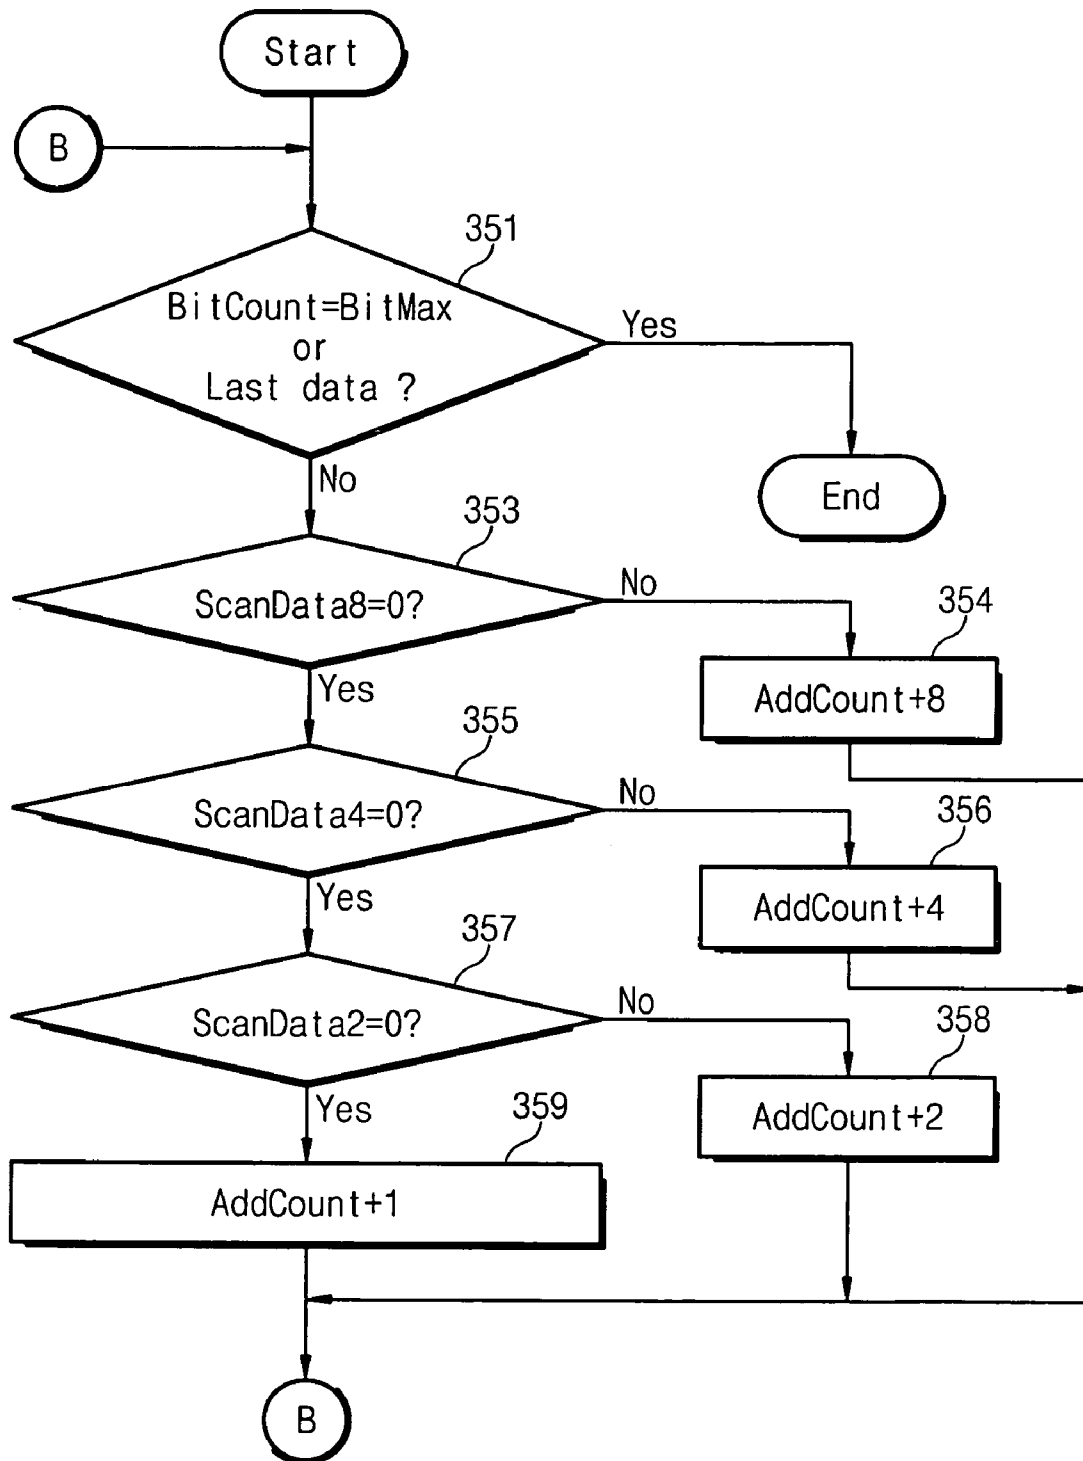 Start
B
351
BitCount=BitMax
or
Last data ?
Yes
No
End
353
ScanData8=0?
No
354
AddCount+8
Yes
355
ScanData4=0?
No
356
AddCount+4
Yes
357
ScanData2=0?
No
358
AddCount+2
Yes
359
AddCount+1
B